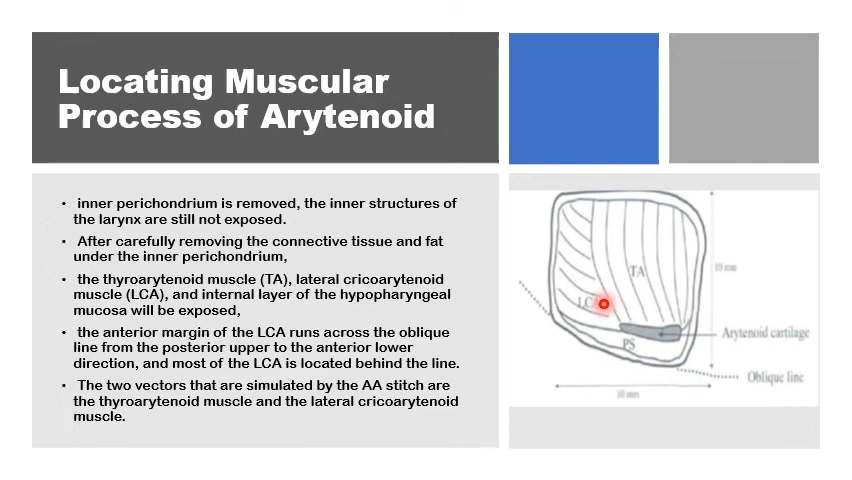 Locating Muscular
Process of Arytenoid
• inner perichondrium is removed, the inner structures of
the larynx are still not exposed.
• After carefully removing the connective tissue and fat
under the inner perichondrium,
• the thyroarytenoid muscle (TA), lateral cricoarytenoid
muscle (LCA), and internal layer of the hypopharyngeal
mucosa will be exposed,
• the anterior margin of the LCA runs across the oblique
line from the posterior upper to the anterior lower
direction, and most of the LCA is located behind the line.
• The two vectors that are simulated by the AA stitch are
the thyroarytenoid muscle and the lateral cricoarytenoid
muscle.
TA
10 mm
Arytenoid cartilage
PS
Oblique line
10 mm